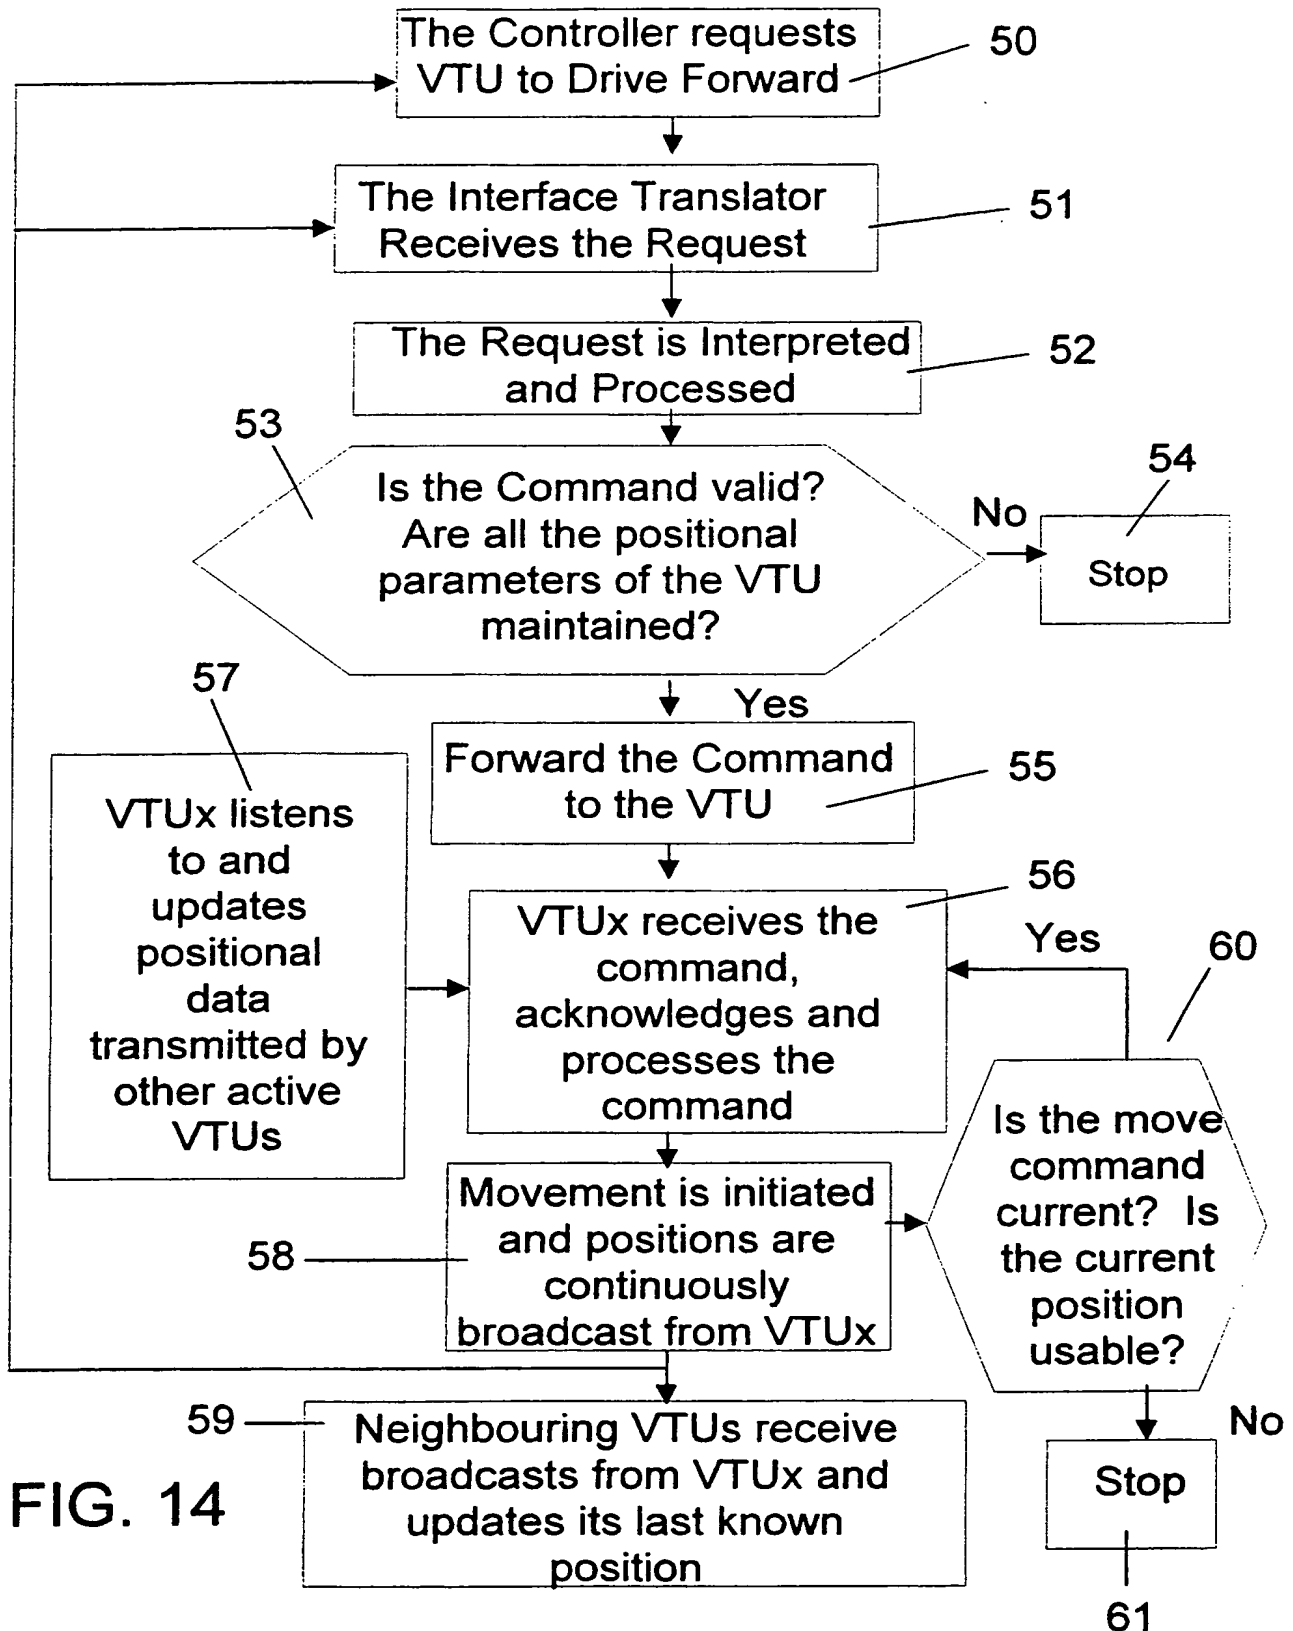 The Controller requests
VTU to Drive Forward
50
The Interface Translator
Receives the Request
51
The Request is Interpreted
and Processed
52
53
Is the Command valid?
Are all the positional
parameters of the VTU
maintained?
No
54
Stop
Yes
57
Forward the Command
to the VTU
55
VTUx listens
to and
updates
positional
data
transmitted by
other active
VTUs
VTUx receives the
command,
acknowledges and
processes the
command
56
Yes
60
Is the move
command
current? Is
the current
position
usable?
Movement is initiated
and positions are
continuously
broadcast from VTUx
58
59
Neighbouring VTUs receive
broadcasts from VTUx and
updates its last known
position
No
Stop
61
FIG. 14